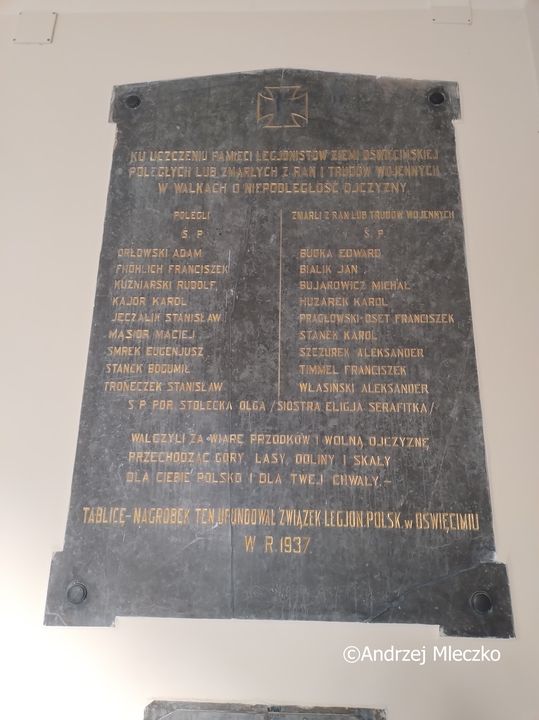 KU UCZCZENIU PAMIĘCI LEGJONISTÓW ZIEMI OŚWIĘCIMSKIEJ
POLEGŁYCH LUB ZMARŁYCH Z RAN I TRUDÓW WOJENNYCH
W WALKACH O NIEPODLEGŁOŚĆ OJCZYZNY.
POLEGLI
Ś P
ORŁOWSKI ADAM
FRÖHLICH FRANCISZEK
KUŹNIARSKI RUDOLF
KAJOR KAROL
JĘCZALIK STANISŁAW
MĄSIOR MACIEJ
SMREK EUGENJUSZ
STANEK BOGUMIŁ
TRONECZEK STANISŁAW
ZMARLI Z RAN LUB TRUDÓW WOJENNYCH
Ś P
BUDKA EDWARD
BIALIK JAN
BUJAROWICZ MICHAŁ
HUZAREK KAROL
PRAGŁOWSKI-OSET FRANCISZEK
STANEK KAROL
SZCZUREK ALEKSANDER
TIMMEL FRANCISZEK
WŁASIŃSKI ALEKSANDER
Ś P POR STOLECKA OLGA /SIOSTRA ELIGJA SERAFITKA/
WALCZYLI ZA WIARĘ PRZODKÓW I WOLNĄ OJCZYZNĘ
PRZECHODZĄC GÓRY, LASY, DOLINY I SKAŁY
DLA CIEBIE POLSKO I DLA TWEJ CHWAŁY.-
TABLICĘ-NAGROBEK TEN UFUNDOWAŁ ZWIĄZEK LEGJON. POLSK. w OŚWIĘCIMIU
W R. 1937.
©Andrzej Mleczko